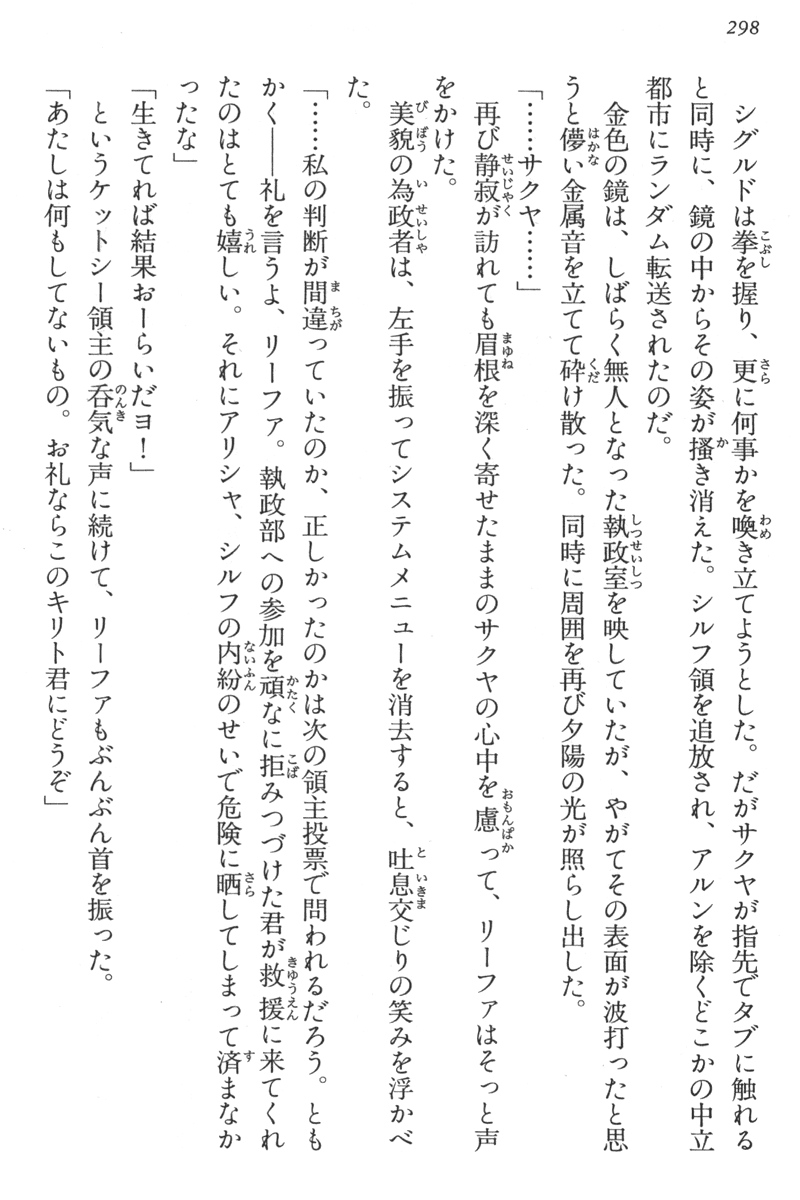 298
シグルドは拳を握り、更に何事かを喚き立てようとした。だがサクヤが指先でタブに触れる
と同時に、鏡の中からその姿が掻き消えた。シルフ領を追放され、アルンを除くどこかの中立
都市にランダム転送されたのだ。
金色の鏡は、しばらく無人となった執政室を映していたが、やがてその表面が波打ったと思
うと儚い金属音を立てて砕け散った。同時に周囲を再び夕陽の光が照らし出した。
「……サクヤ……」
再び静寂が訪れても眉根を深く寄せたままのサクヤの心中を慮って、リーファはそっと声
をかけた。
美貌の為政者は、左手を振ってシステムメニューを消去すると、吐息交じりの笑みを浮かべ
た。
「……私の判断が間違っていたのか、正しかったのかは次の領主投票で問われるだろう。とも
かく――礼を言うよ、リーファ。執政部への参加を頑なに拒みつづけた君が救援に来てくれ
たのはとても嬉しい。それにアリシャ、シルフの内紛のせいで危険に晒してしまって済まなか
ったな」
「生きてれば結果おーらいだヨ！」
というケットシー領主の呑気な声に続けて、リーファもぶんぶん首を振った。
「あたしは何もしてないもの。お礼ならこのキリト君にどうぞ」